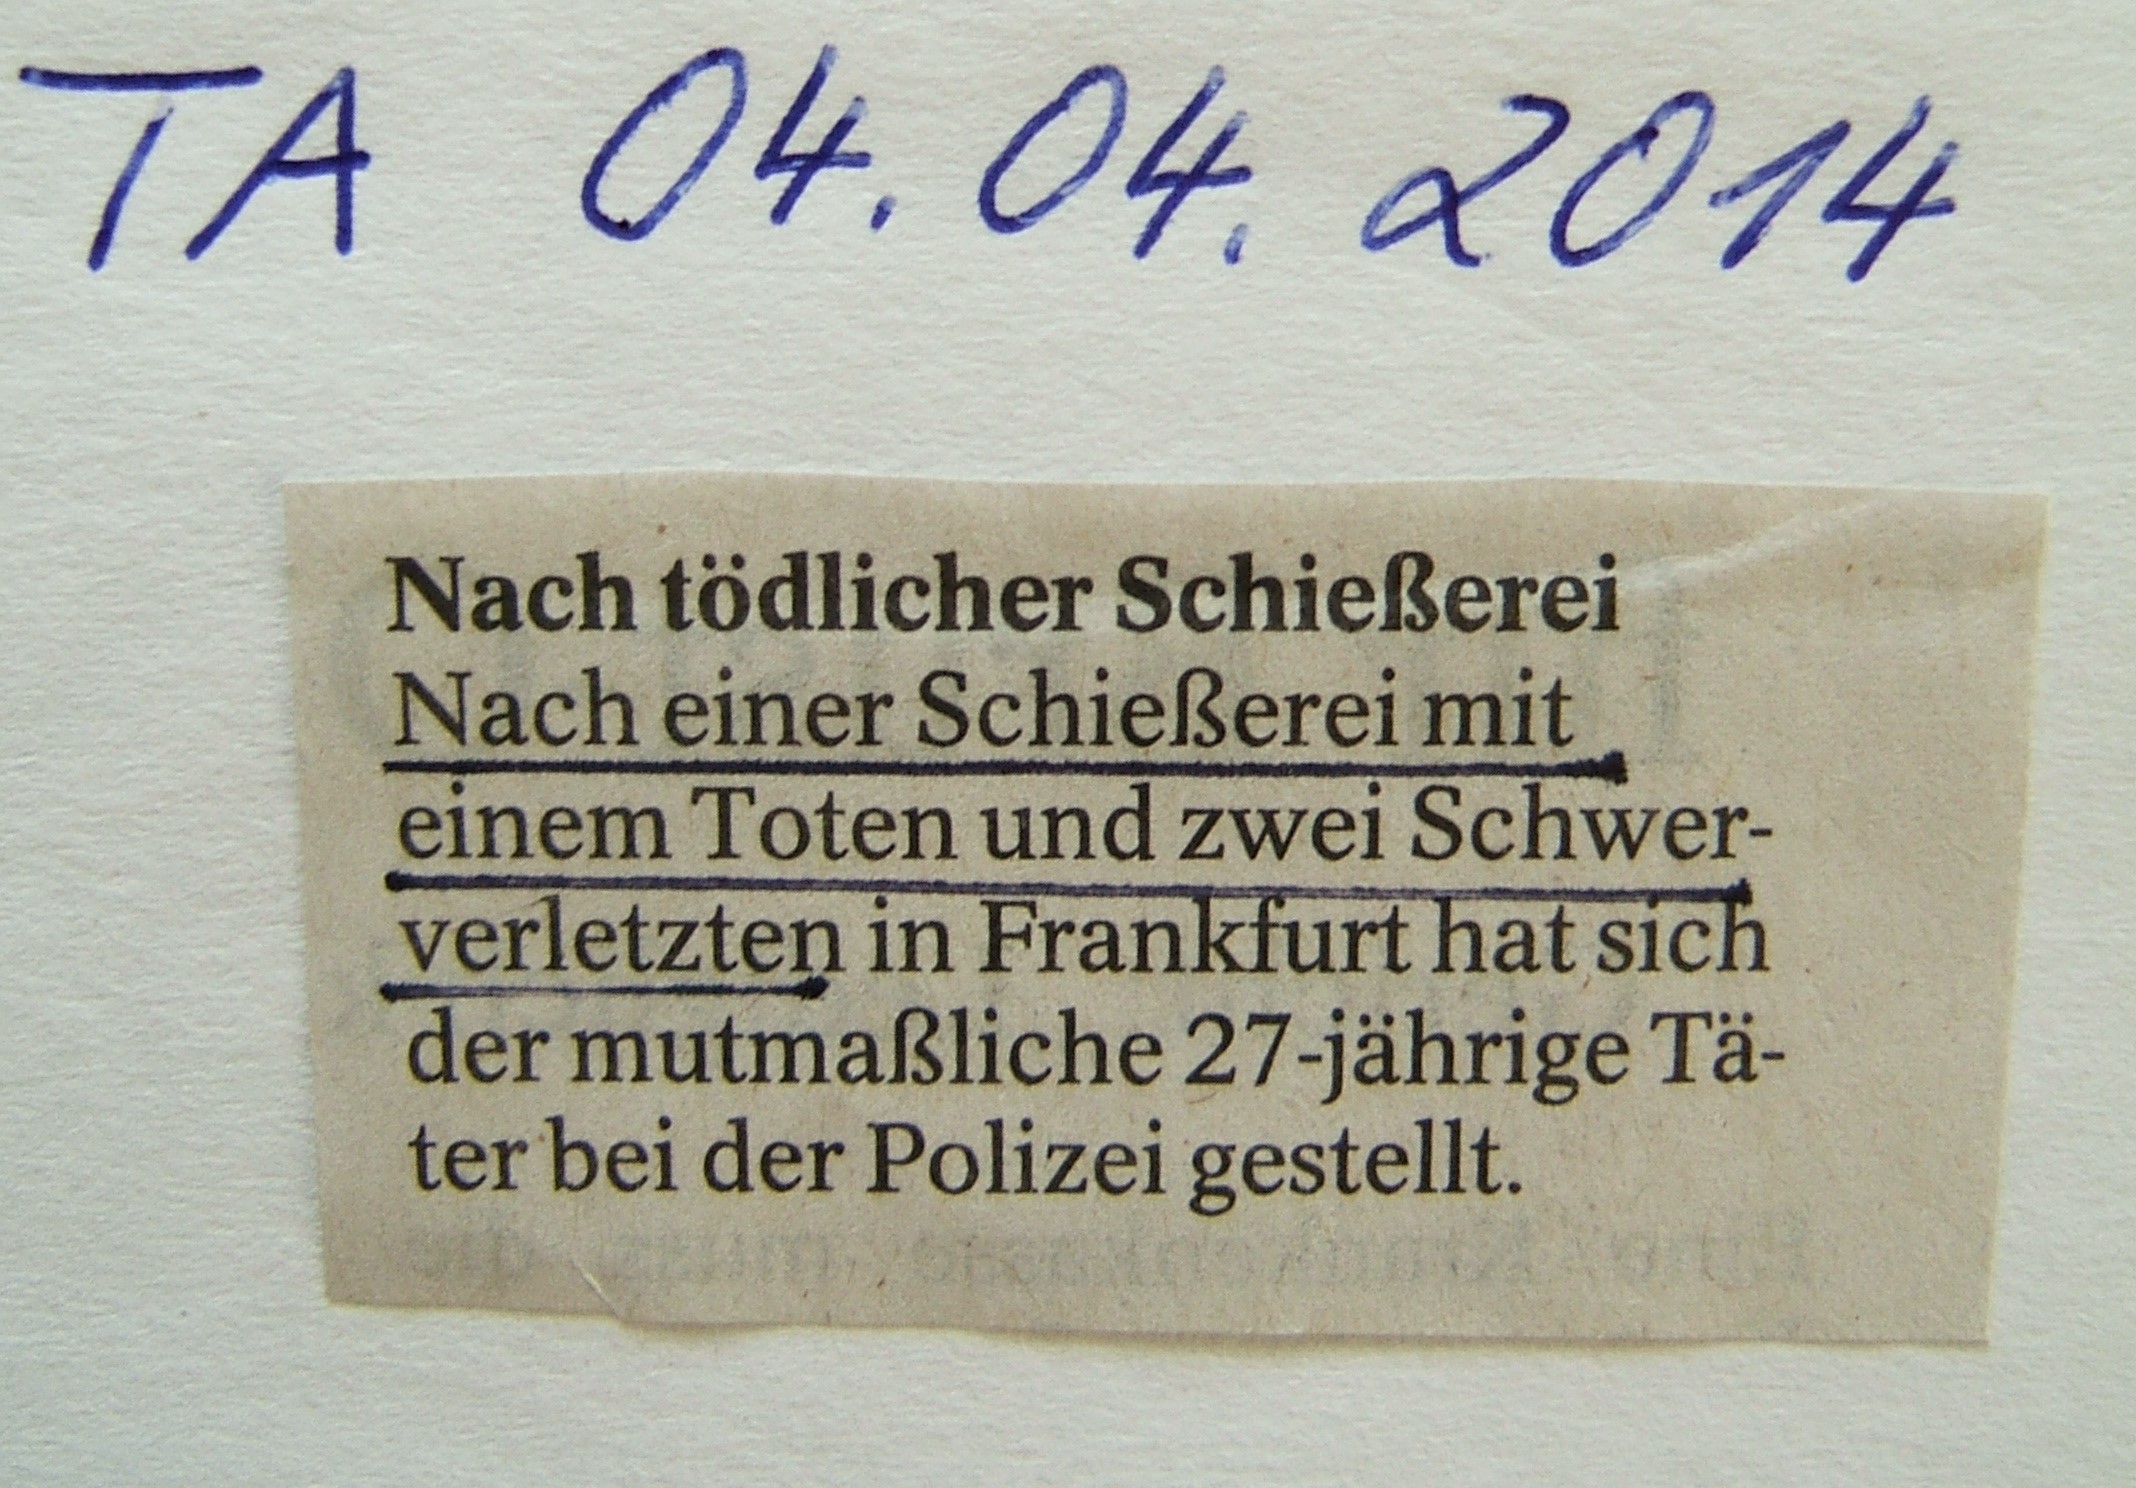 TA 04.04.2014
Nach tödlicher Schießerei
Nach einer Schießerei mit
einem Toten und zwei Schwer-
verletzten in Frankfurt hat sich
der mutmaßliche 27-jährige Tä-
ter bei der Polizei gestellt.